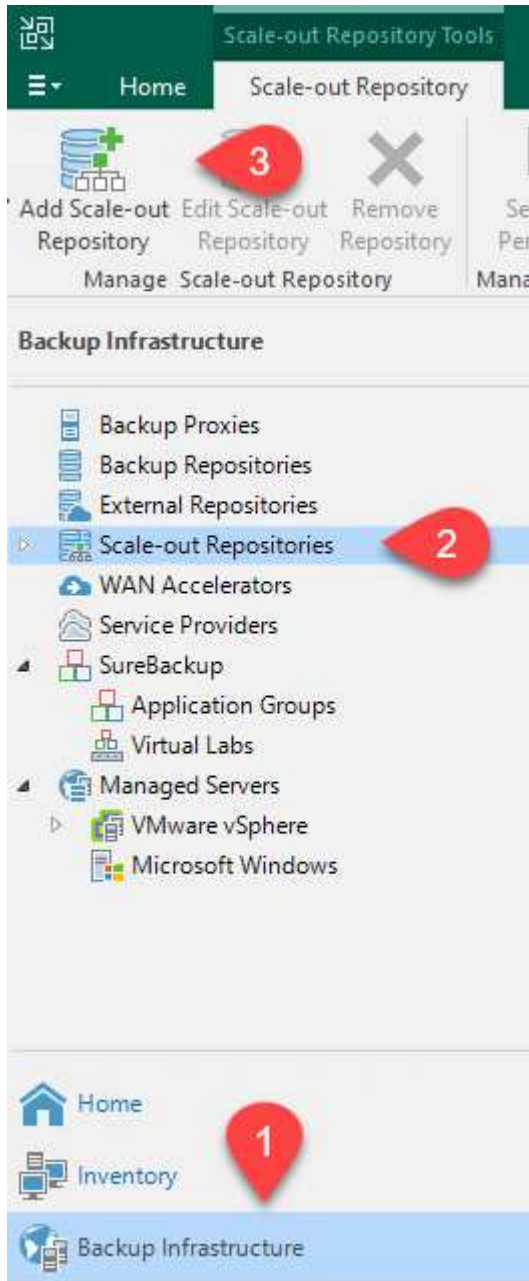 Scale-out Repository Tools
Home Scale-out Repository
3
Add Scale-out Edit Scale-out Remove
Repository Repository Repository
Manage Scale-out Repository
Backup Infrastructure
Backup Proxies
Backup Repositories
External Repositories
Scale-out Repositories 2
WAN Accelerators
Service Providers
SureBackup
Application Groups
Virtual Labs
Managed Servers
VMware vSphere
Microsoft Windows
Home
1
Inventory
Backup Infrastructure